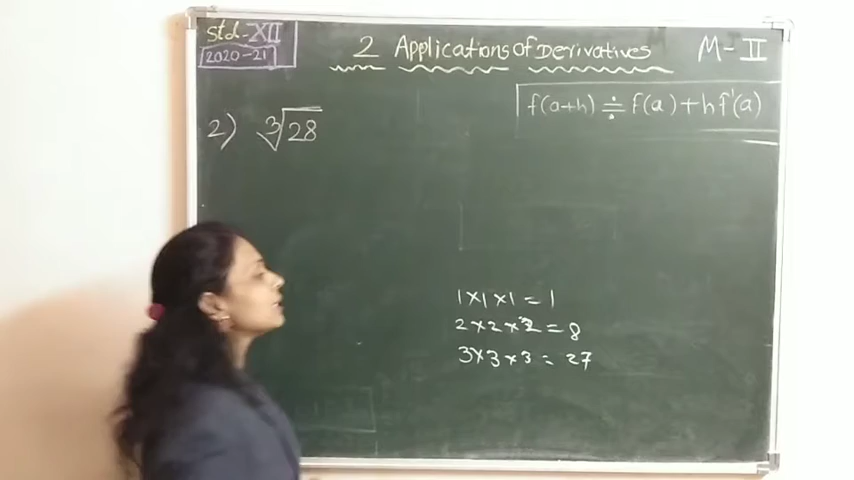 Std-XII
2020-21
2 Applications Of Derivatives M-II
f(a+h) ≑ f(a) + h f'(a)
2) ∛28
1×1×1=1
2×2×2=8
3×3×3=27